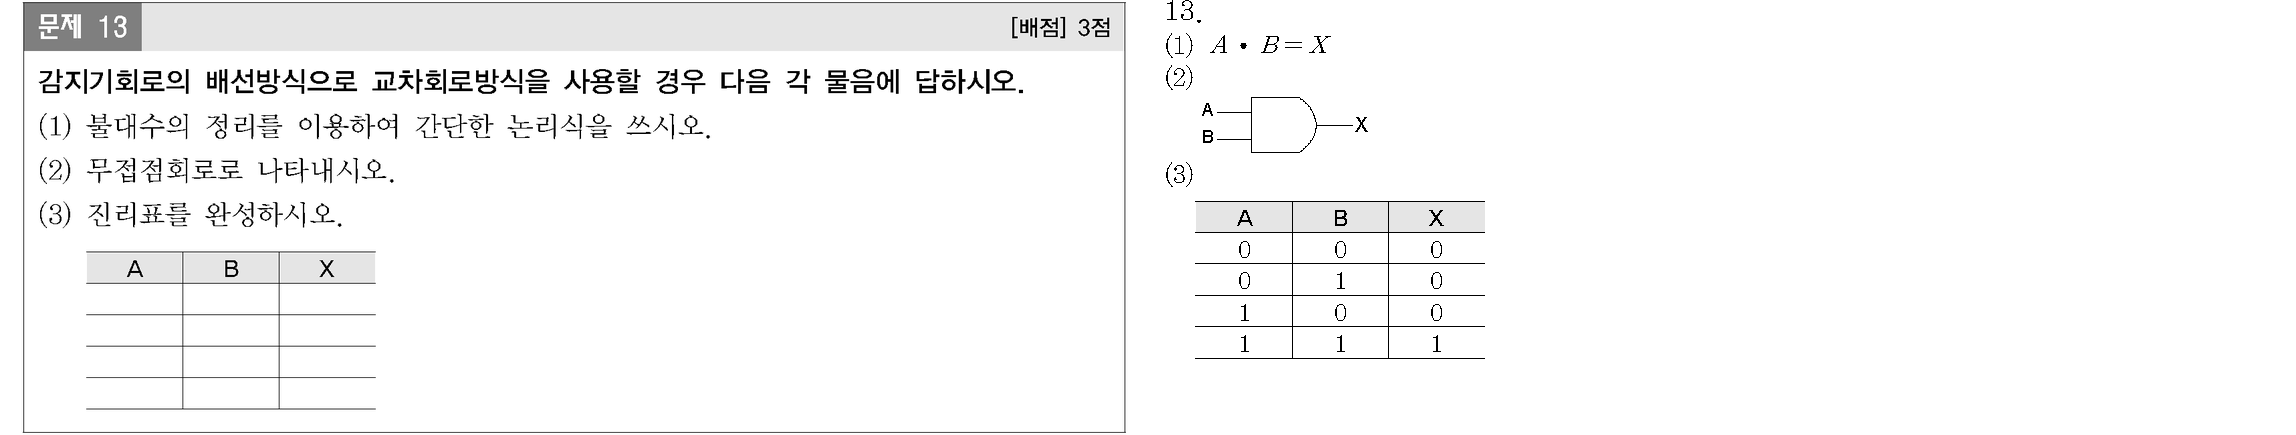 문제 13 [배점] 3점
감지기회로의 배선방식으로 교차회로방식을 사용할 경우 다음 각 물음에 답하시오.
(1) 불대수의 정리를 이용하여 간단한 논리식을 쓰시오.
(2) 무접점회로로 나타내시오.
(3) 진리표를 완성하시오.
A B X
13.
(1) A • B = X
(2)
A
B
X
(3)
A B X
0 0 0
0 1 0
1 0 0
1 1 1